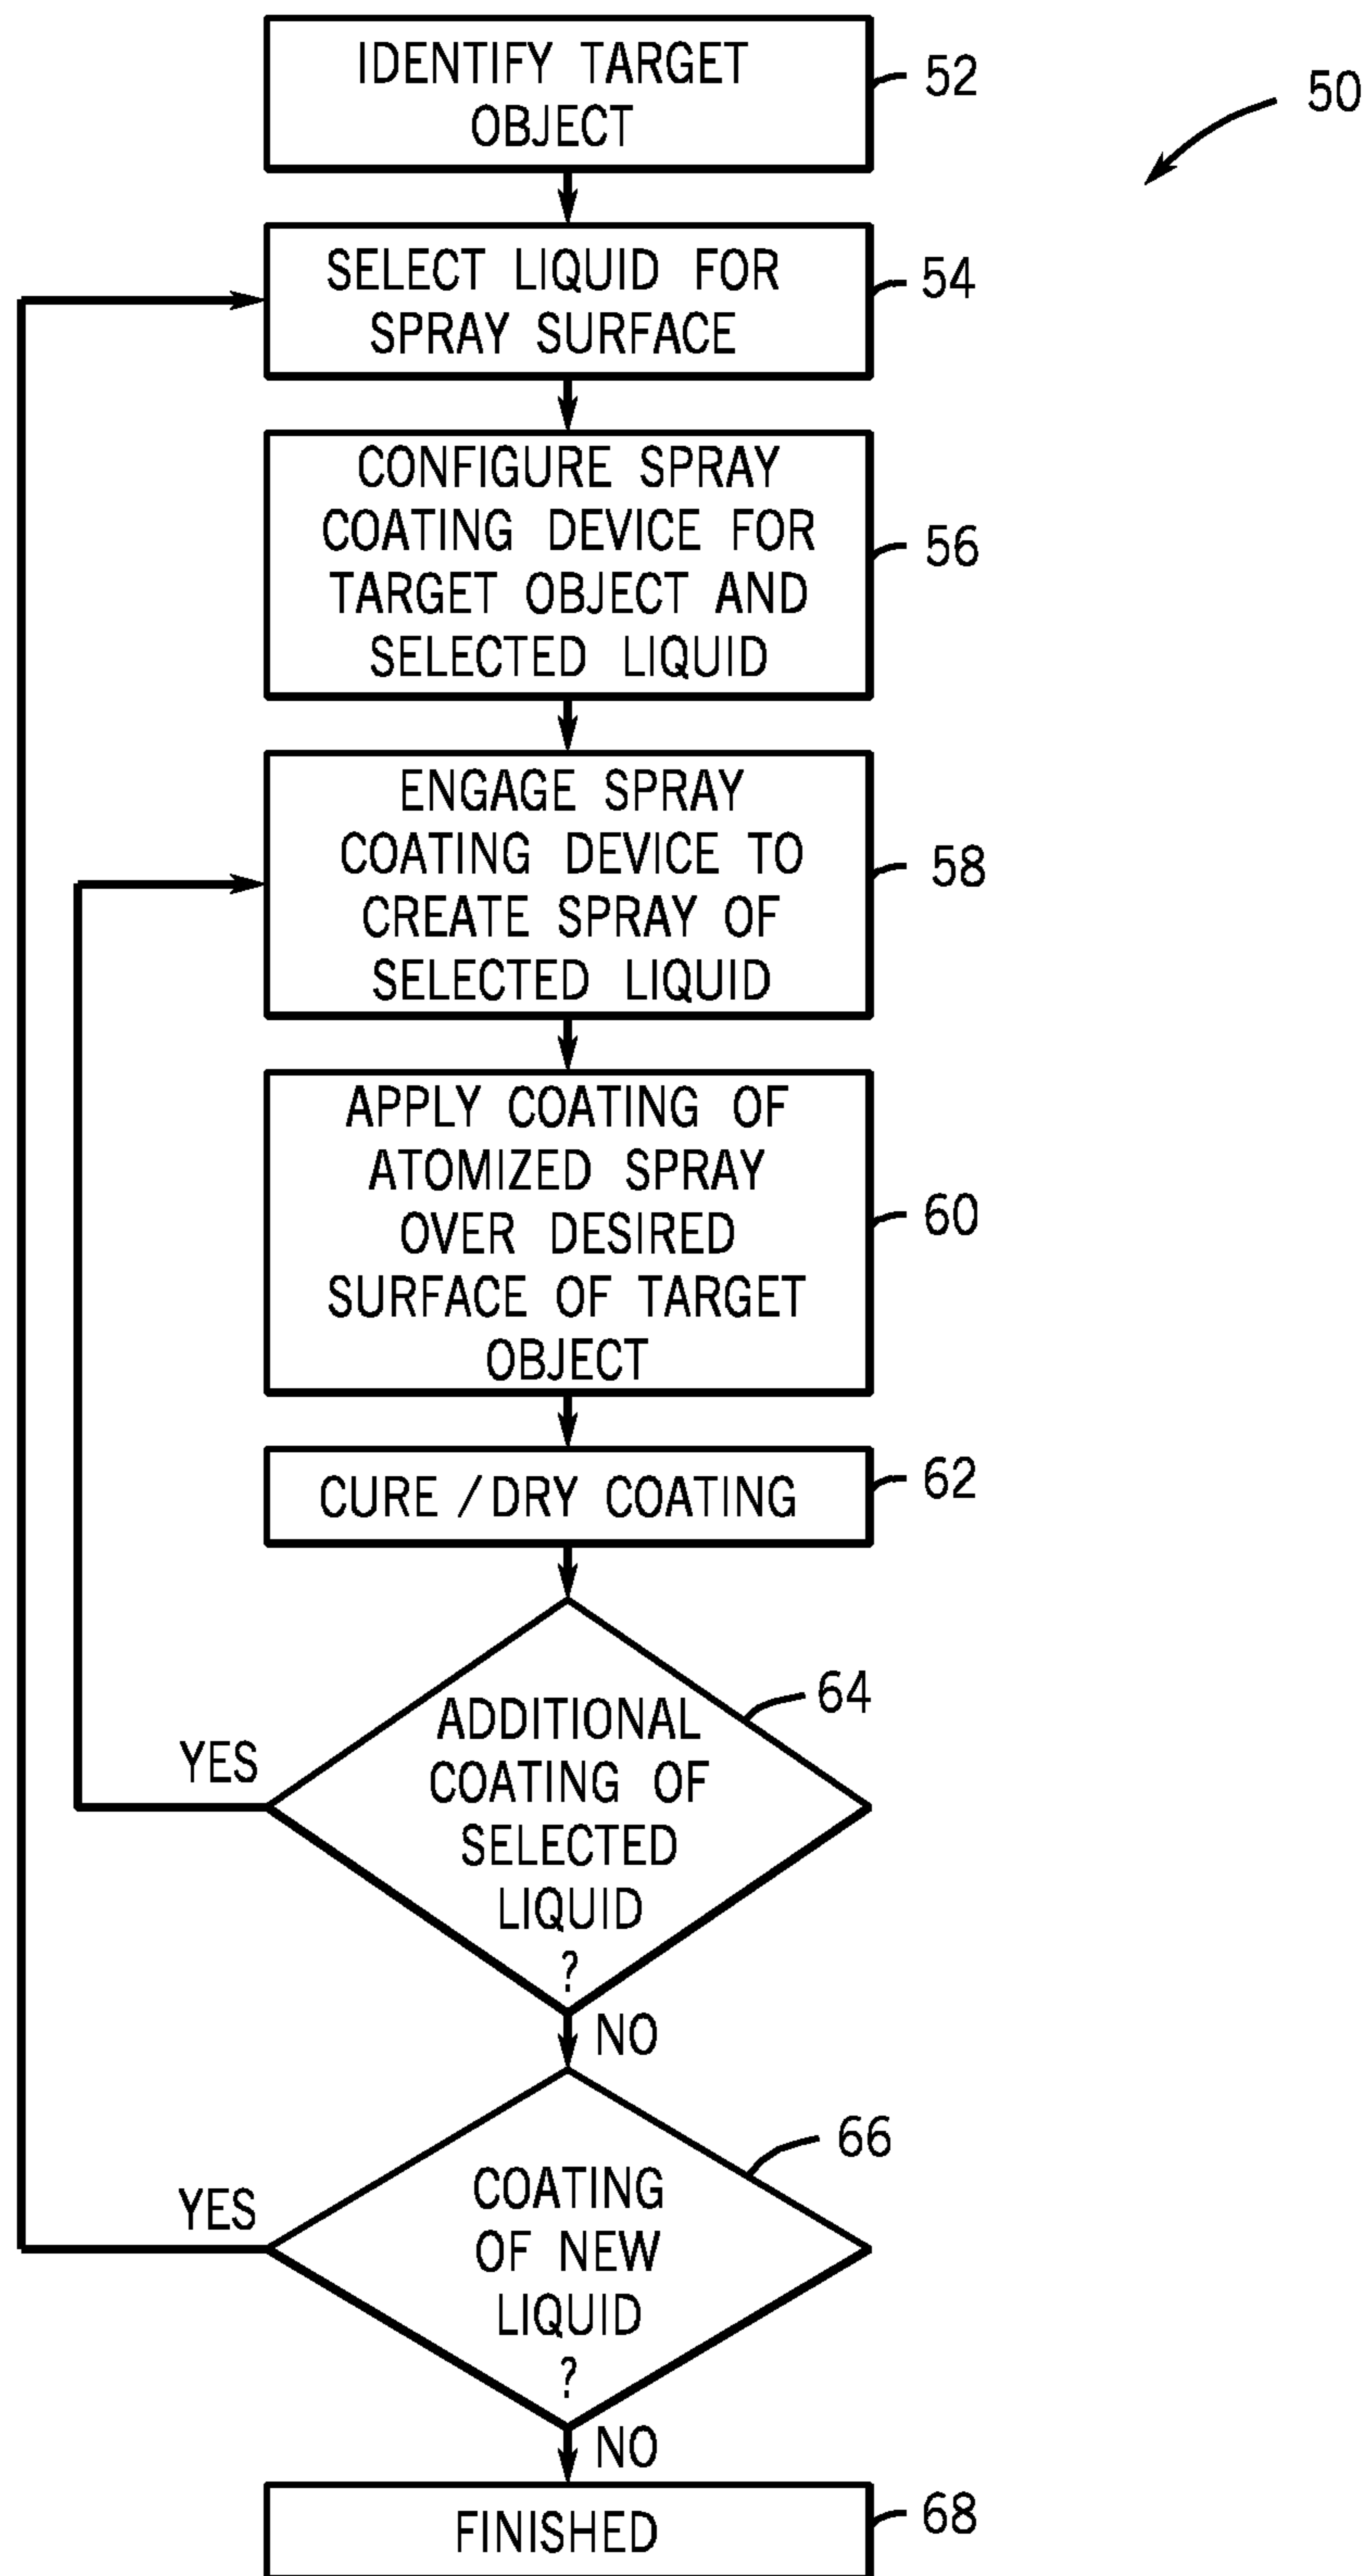 IDENTIFY TARGET
OBJECT
52
50
SELECT LIQUID FOR
SPRAY SURFACE
54
CONFIGURE SPRAY
COATING DEVICE FOR
TARGET OBJECT AND
SELECTED LIQUID
56
ENGAGE SPRAY
COATING DEVICE TO
CREATE SPRAY OF
SELECTED LIQUID
58
APPLY COATING OF
ATOMIZED SPRAY
OVER DESIRED
SURFACE OF TARGET
OBJECT
60
CURE /DRY COATING
62
ADDITIONAL
COATING OF
SELECTED
LIQUID
?
64
YES
NO
COATING
OF NEW
LIQUID
?
66
YES
NO
FINISHED
68